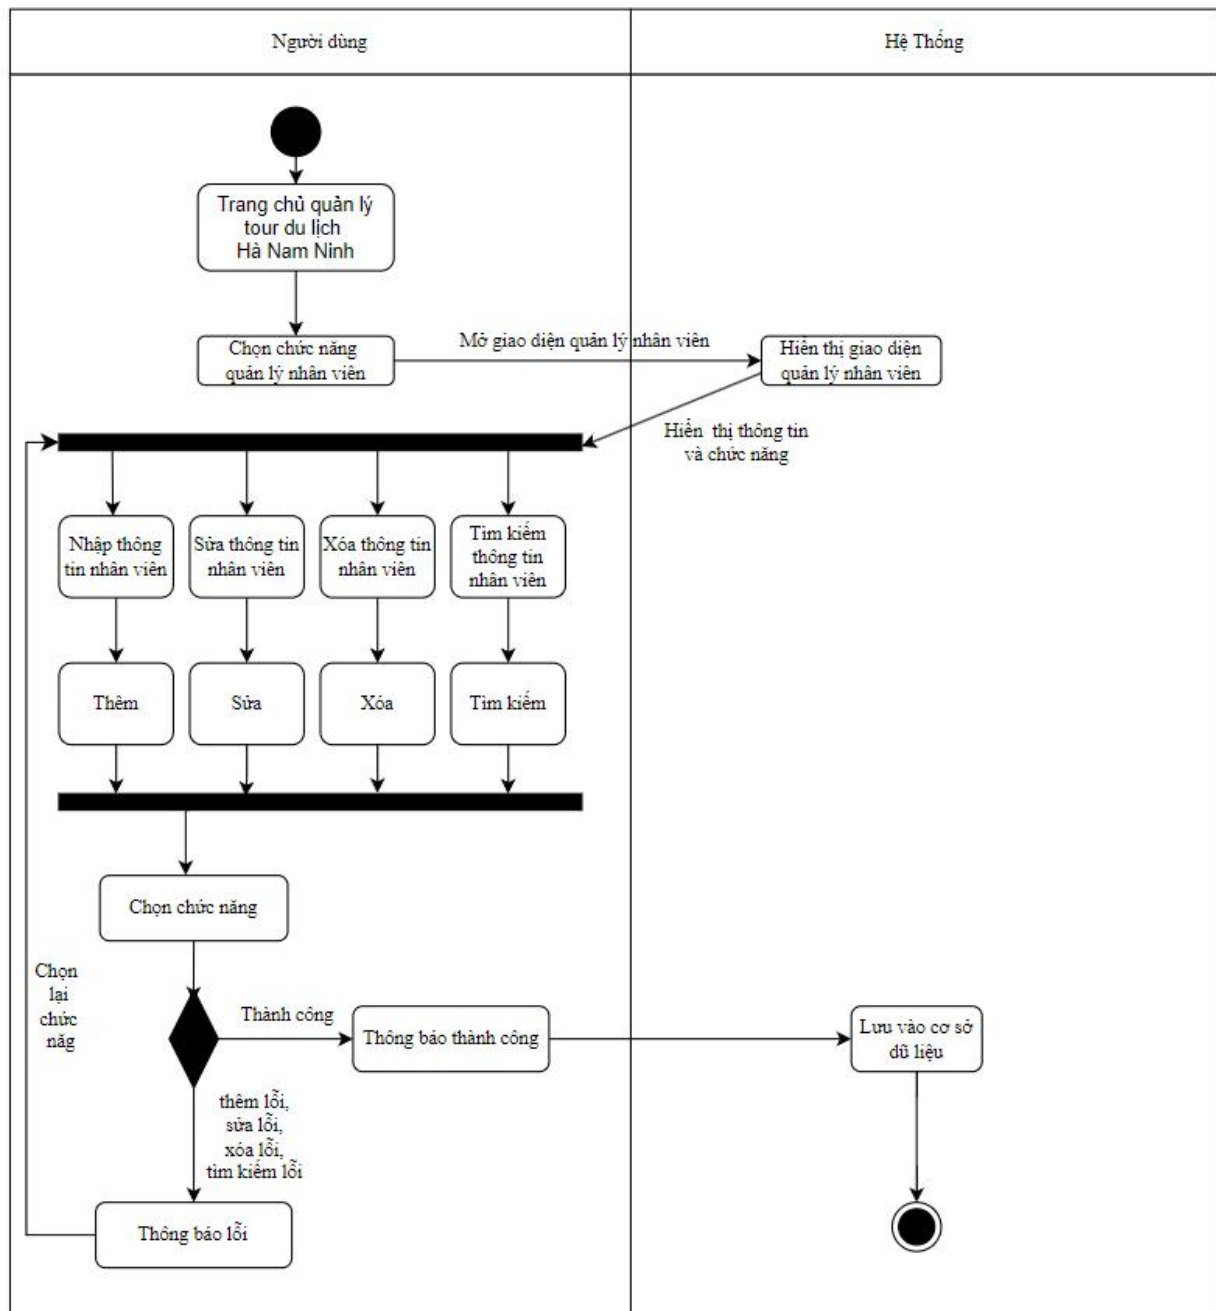 Người dùng
Hệ Thống
Trang chủ quản lý
tour du lịch
Hà Nam Ninh
Chọn chức năng
quản lý nhân viên
Mở giao diện quản lý nhân viên
Hiển thị giao diện
quản lý nhân viên
Hiển thị thông tin
và chức năng
Nhập thông
tin nhân viên
Sửa thông tin
nhân viên
Xóa thông tin
nhân viên
Tìm kiếm
thông tin
nhân viên
Thêm
Sửa
Xóa
Tìm kiếm
Chọn chức năng
Chọn
lại
chức
năg
Thành công
Thông báo thành công
Lưu vào cơ sở
dũ liệu
thêm lỗi,
sửa lỗi,
xóa lỗi,
tìm kiếm lỗi
Thông báo lỗi